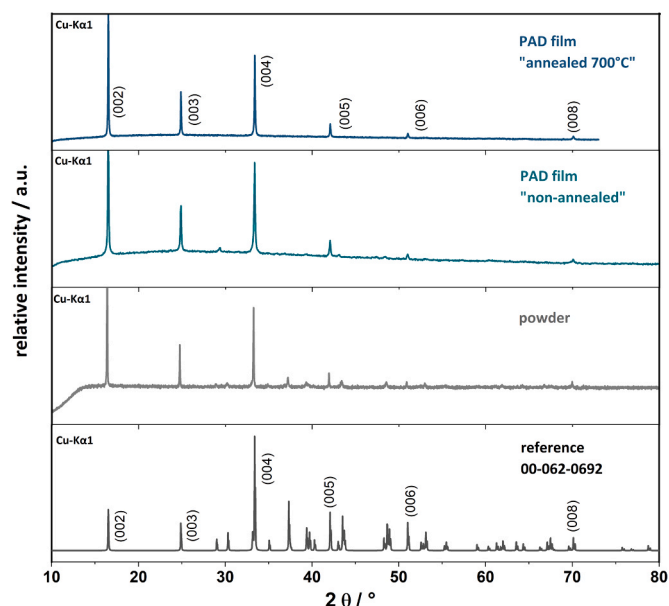 Cu-Kα1
PAD film
"annealed 700°C"
(002)
(003)
(004)
(005)
(006)
(008)
Cu-Kα1
PAD film
"non-annealed"
Cu-Kα1
powder
Cu-Kα1
reference
00-062-0692
(002)
(003)
(004)
(005)
(006)
(008)
relative intensity / a.u.
10 20 30 40 50 60 70 80
2 θ / °